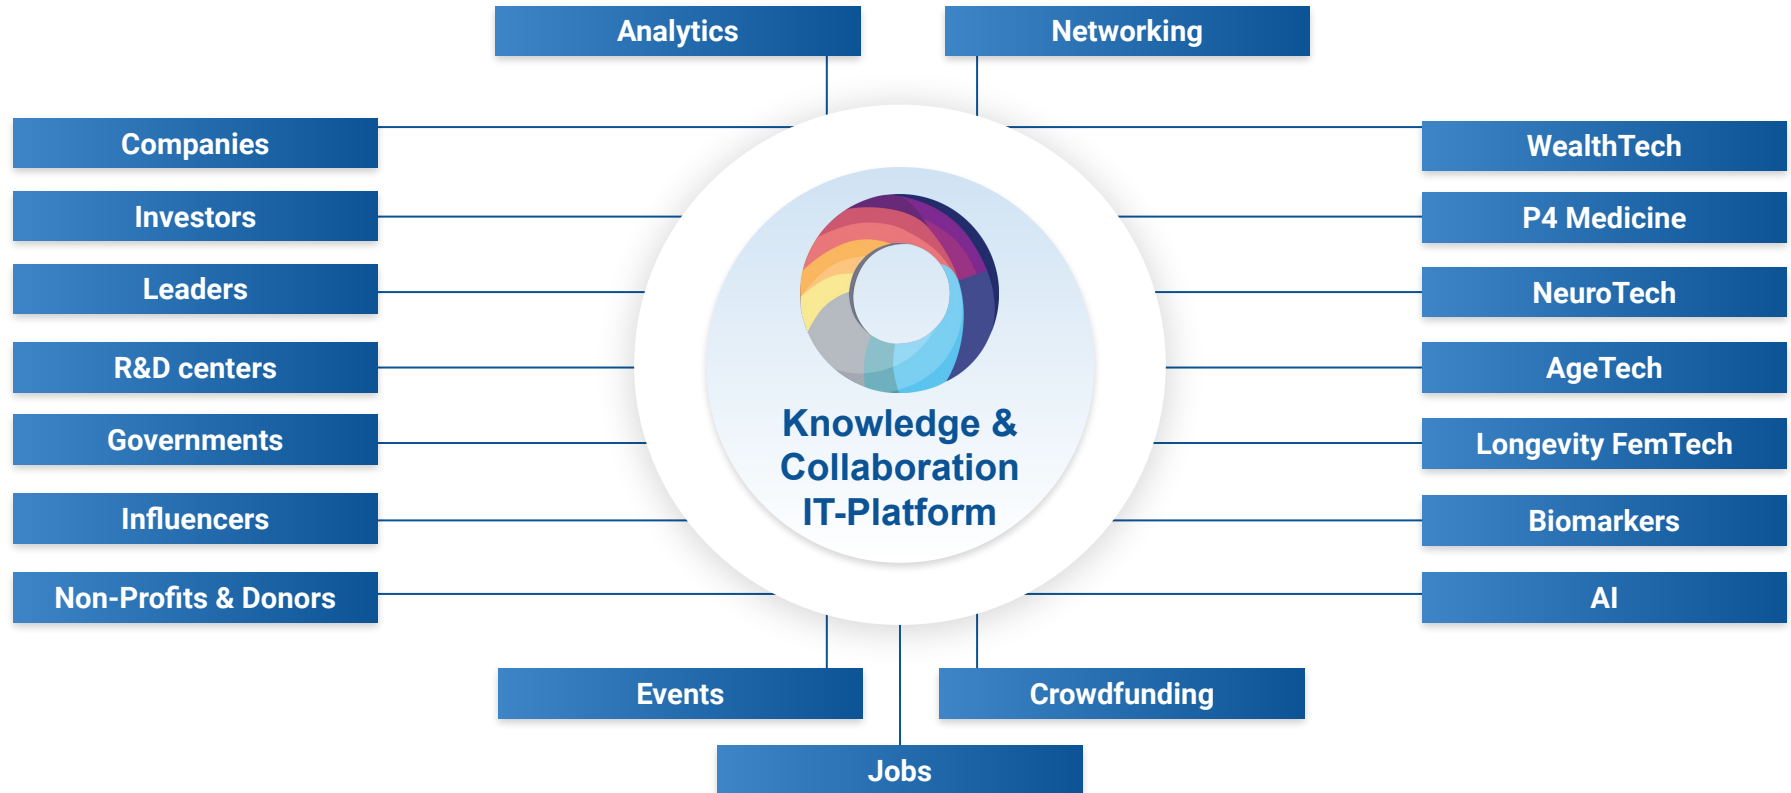 Analytics
Networking
Companies
Investors
Leaders
R&D centers
Governments
Influencers
Non-Profits & Donors
Knowledge &
Collaboration
IT-Platform
WealthTech
P4 Medicine
NeuroTech
AgeTech
Longevity FemTech
Biomarkers
AI
Events
Crowdfunding
Jobs